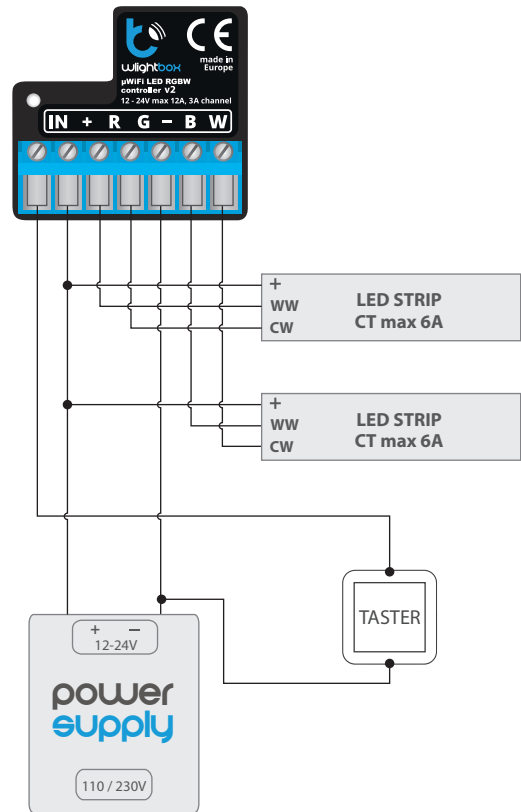 wlightbox
CE
made in
Europe
µWiFi LED RGBW
controller v2
12 - 24V max 12A, 3A channel
IN + R G – B W
+
WW
CW
LED STRIP
CT max 6A
+
WW
CW
LED STRIP
CT max 6A
TASTER
+ –
12-24V
power
supply
110 / 230V